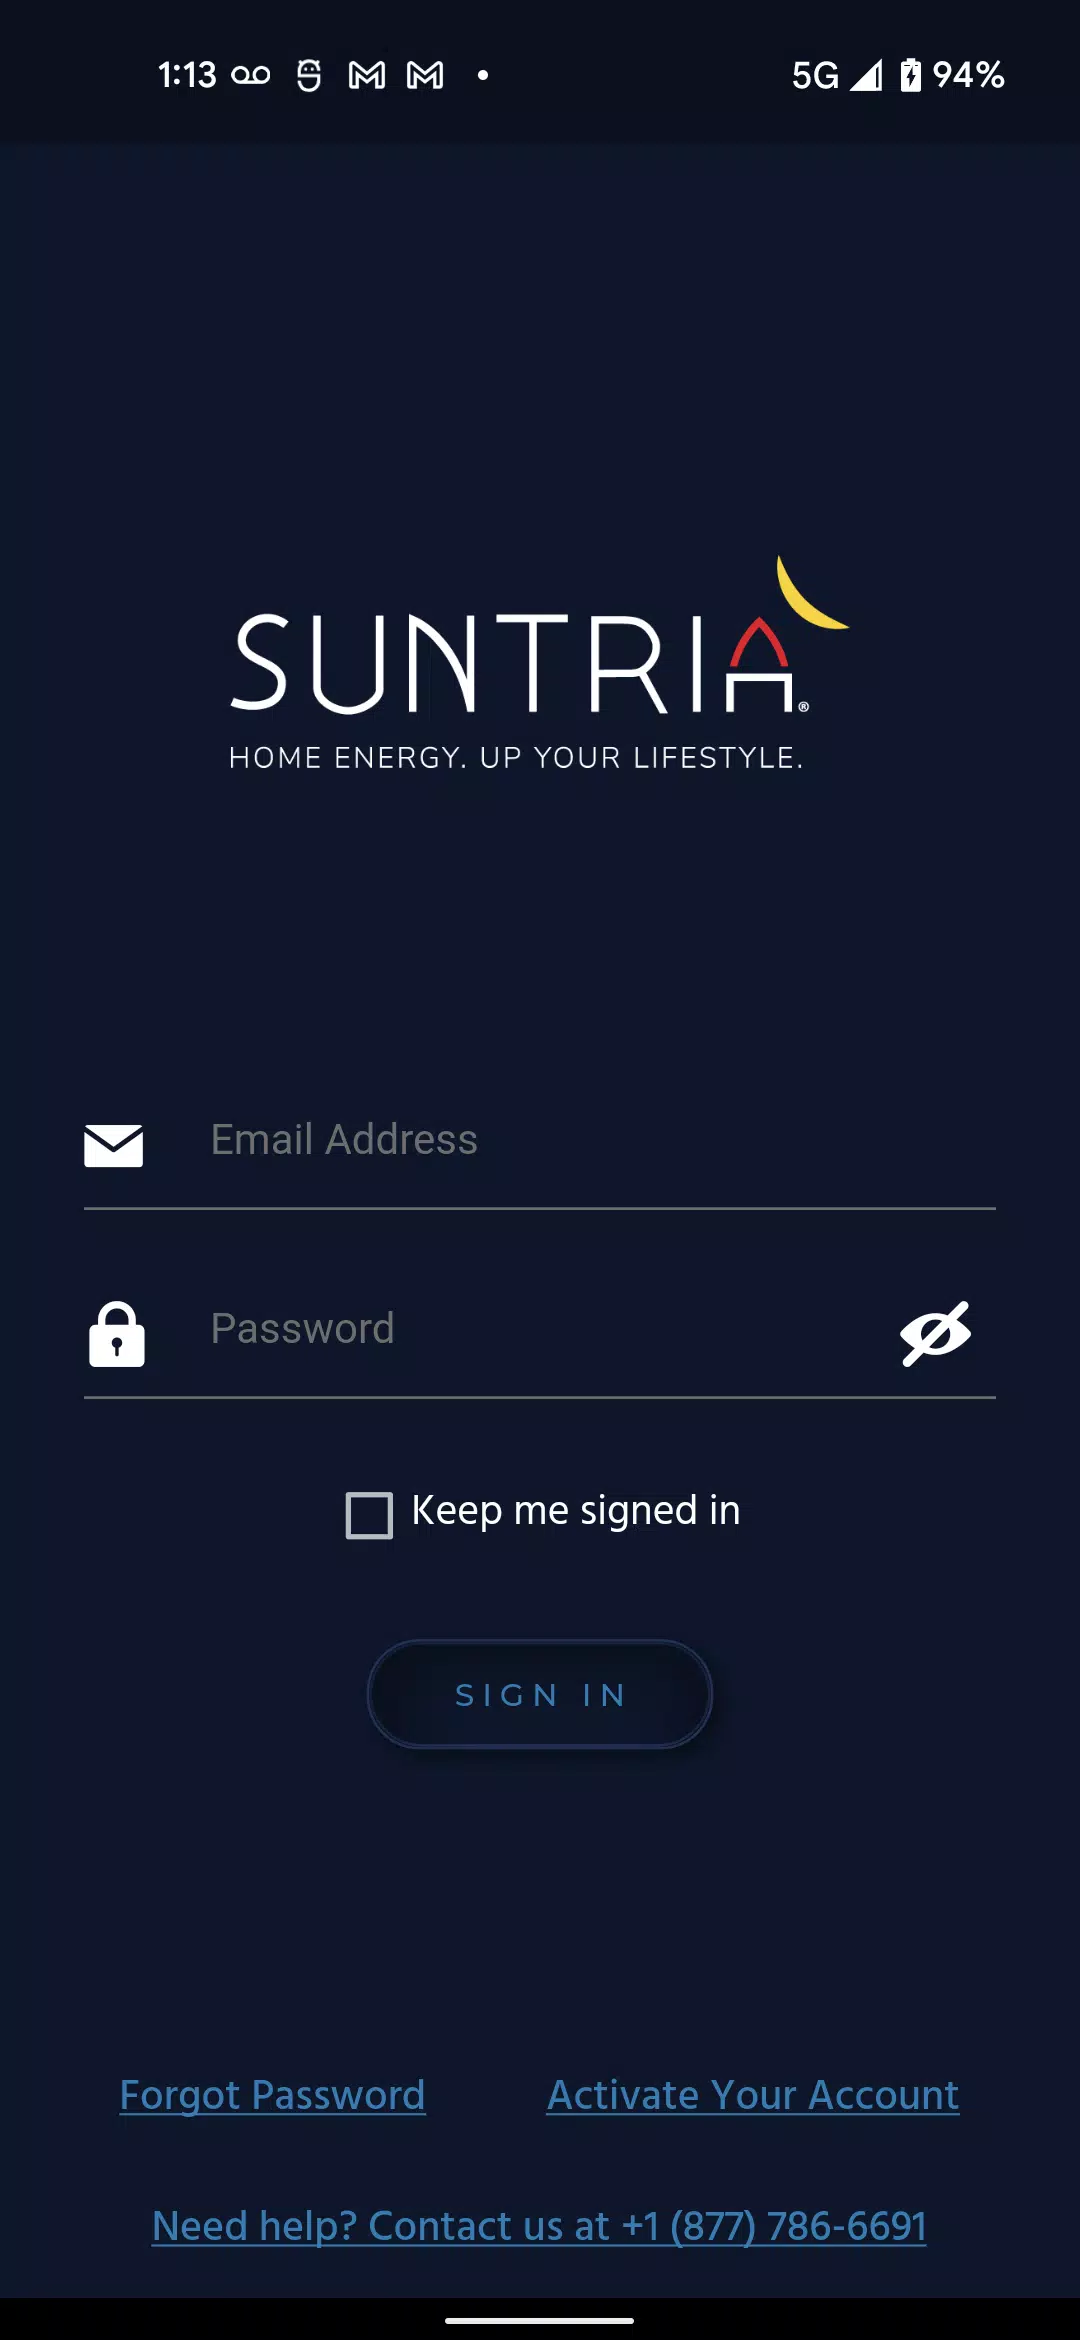 1:13
5G 94%
SUNTRIA®
HOME ENERGY. UP YOUR LIFESTYLE.
Email Address
Password
Keep me signed in
SIGN IN
Forgot Password Activate Your Account
Need help? Contact us at +1 (877) 786-6691